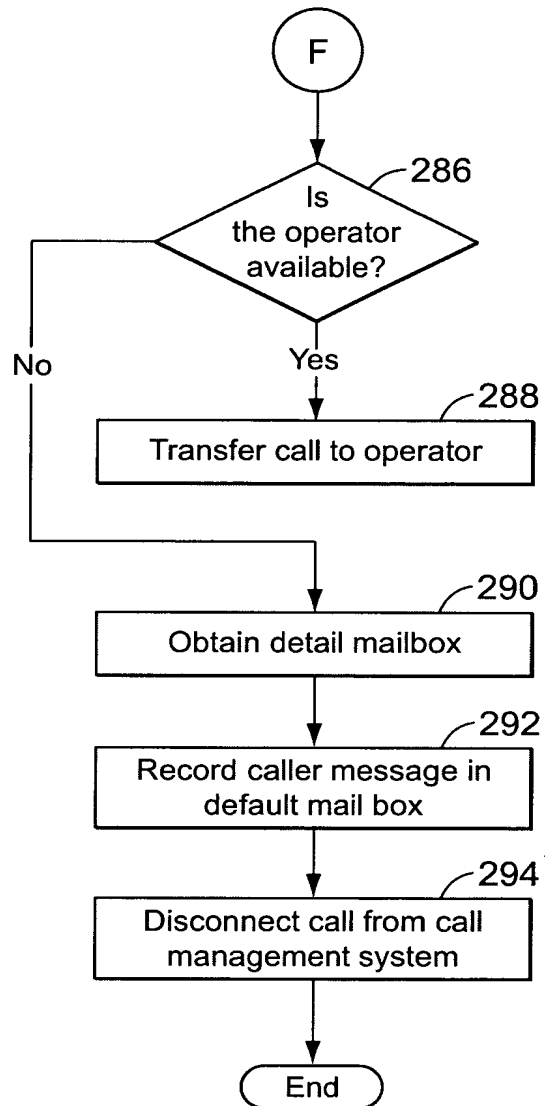 F
286
Is
the operator
available?
No
Yes
288
Transfer call to operator
290
Obtain detail mailbox
292
Record caller message in
default mail box
294
Disconnect call from call
management system
End